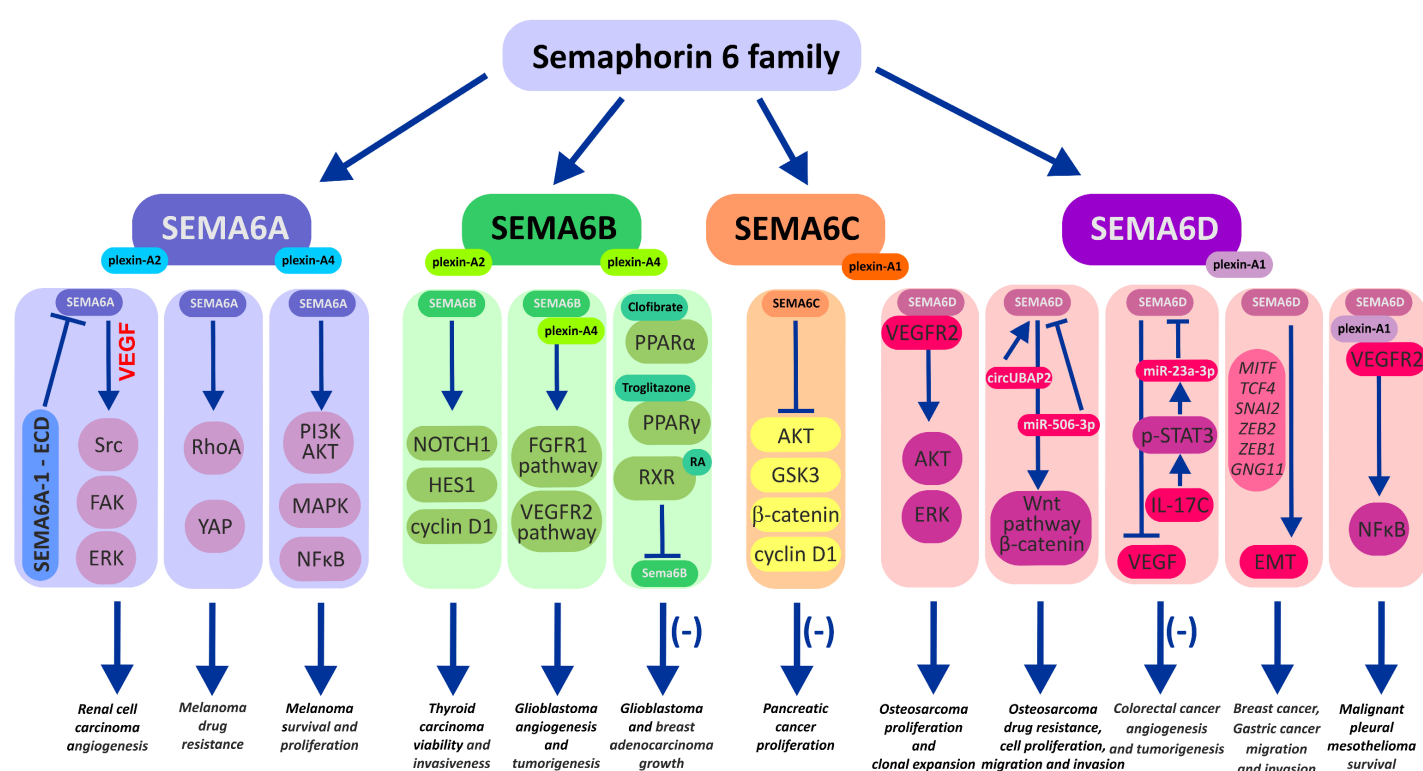 Semaphorin 6 family
SEMA6A
plexin-A2
plexin-A4
SEMA6B
plexin-A2
plexin-A4
SEMA6C
plexin-A1
SEMA6D
plexin-A1
SEMA6A
VEGF
SEMA6A-1 - ECD
Src
FAK
ERK
Renal cell
carcinoma
angiogenesis
SEMA6A
RhoA
YAP
Melanoma
drug
resistance
SEMA6A
PI3K
AKT
MAPK
NFκB
Melanoma
survival and
proliferation
SEMA6B
NOTCH1
HES1
cyclin D1
Thyroid
carcinoma
viability and
invasiveness
SEMA6B
plexin-A4
FGFR1
pathway
VEGFR2
pathway
Glioblastoma
angiogenesis
and
tumorigenesis
Clofibrate
PPARα
Troglitazone
PPARγ
RA
RXR
Sema6B
(-)
Glioblastoma
and breast
adenocarcinoma
growth
SEMA6C
AKT
GSK3
β-catenin
cyclin D1
(-)
Pancreatic
cancer
proliferation
SEMA6D
VEGFR2
AKT
ERK
Osteosarcoma
proliferation
and
clonal expansion
SEMA6D
circUBAP2
miR-506-3p
Wnt
pathway
β-catenin
Osteosarcoma
drug resistance,
cell proliferation,
migration and invasion
SEMA6D
miR-23a-3p
p-STAT3
IL-17C
VEGF
(-)
Colorectal cancer
angiogenesis
and tumorigenesis
SEMA6D
MITF
TCF4
SNAI2
ZEB2
ZEB1
GNG11
EMT
Breast cancer,
Gastric cancer
migration
and invasion
SEMA6D
plexin-A1
VEGFR2
NFκB
Malignant
pleural
mesothelioma
survival